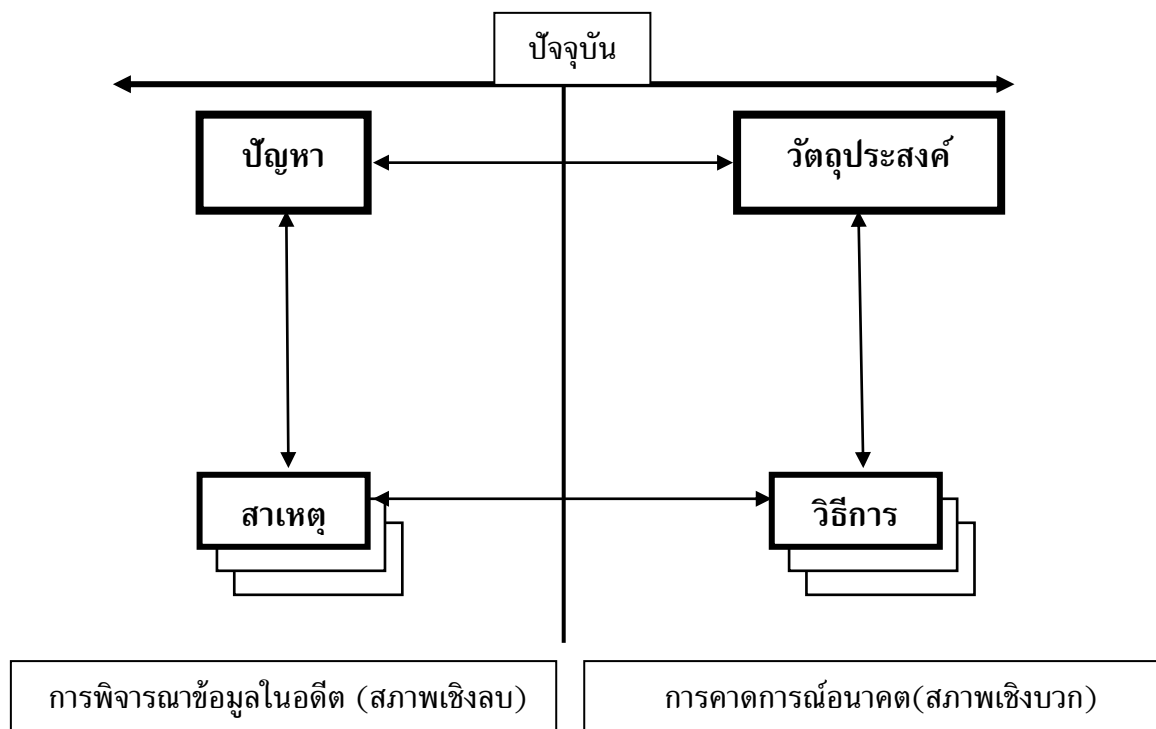 ปัจจุบัน
ปัญหา
วัตถุประสงค์
สาเหตุ
วิธีการ
การพิจารณาข้อมูลในอดีต (สภาพเชิงลบ)
การคาดการณ์อนาคต(สภาพเชิงบวก)